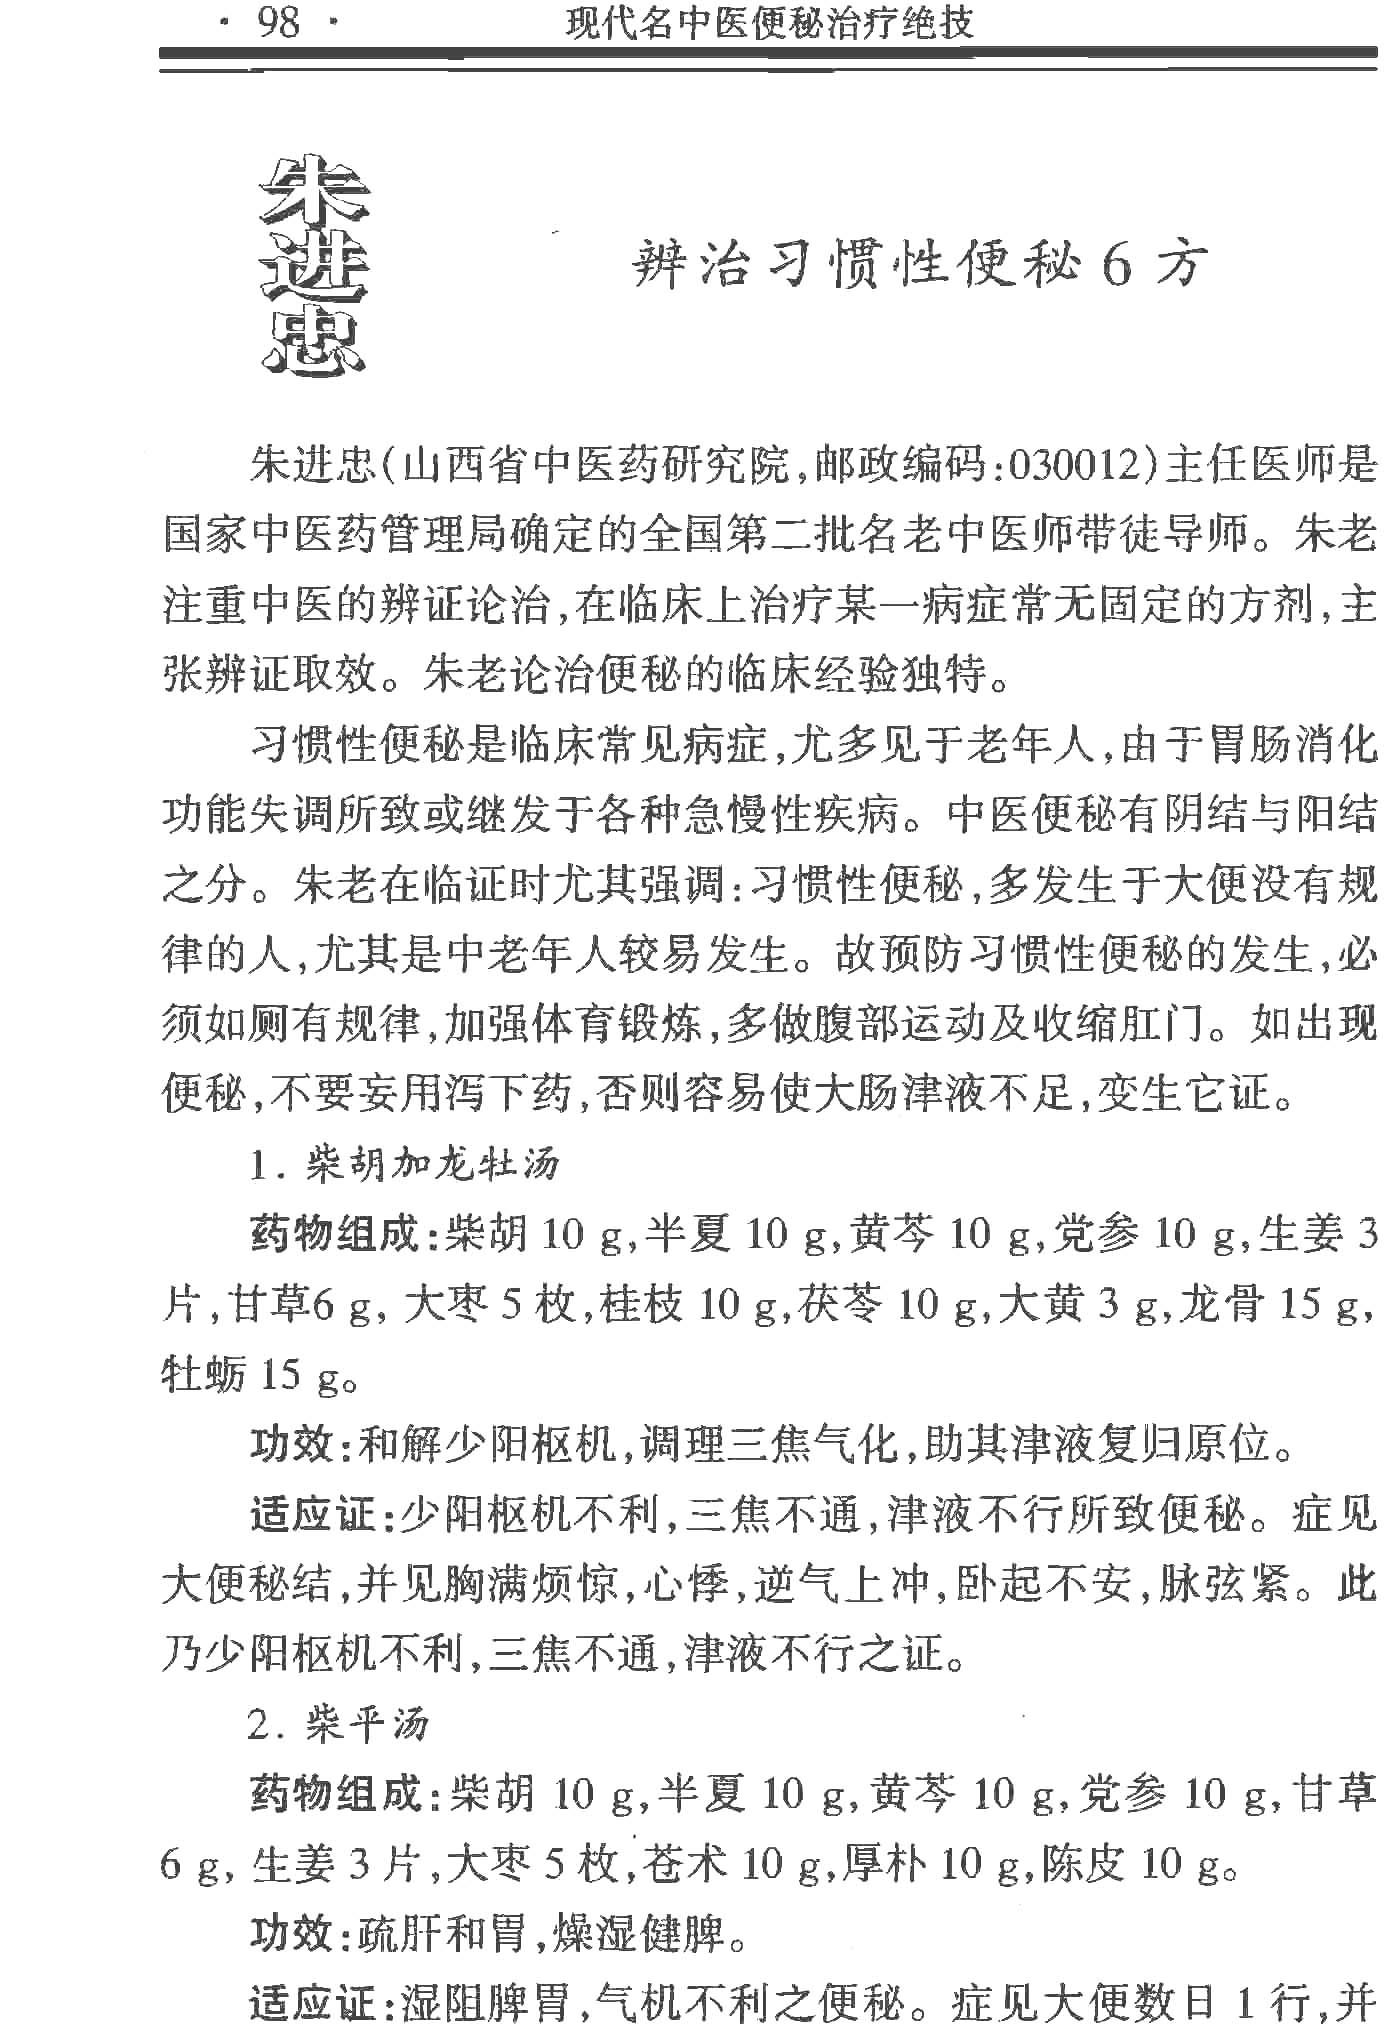 · 98 · 现代名中医便秘治疗绝技
朱进忠
辨治习惯性便秘6方
朱进忠(山西省中医药研究院,邮政编码:030012)主任医师是
国家中医药管理局确定的全国第二批名老中医师带徒导师。朱老
注重中医的辨证论治,在临床上治疗某一病症常无固定的方剂,主
张辨证取效。朱老论治便秘的临床经验独特。
习惯性便秘是临床常见病症,尤多见于老年人,由于胃肠消化
功能失调所致或继发于各种急慢性疾病。中医便秘有阴结与阳结
之分。朱老在临证时尤其强调:习惯性便秘,多发生于大便没有规
律的人,尤其是中老年人较易发生。故预防习惯性便秘的发生,必
须如厕有规律,加强体育锻炼,多做腹部运动及收缩肛门。如出现
便秘,不要妄用泻下药,否则容易使大肠津液不足,变生它证。
1. 柴胡加龙牡汤
药物组成:柴胡 10 g,半夏 10 g,黄芩 10 g,党参 10 g,生姜 3
片,甘草6 g, 大枣 5 枚,桂枝 10 g,茯苓 10 g,大黄 3 g,龙骨 15 g,
牡蛎 15 g。
功效:和解少阳枢机,调理三焦气化,助其津液复归原位。
适应证:少阳枢机不利,三焦不通,津液不行所致便秘。症见
大便秘结,并见胸满烦惊,心悸,逆气上冲,卧起不安,脉弦紧。此
乃少阳枢机不利,三焦不通,津液不行之证。
2. 柴平汤
药物组成:柴胡 10 g,半夏 10 g,黄芩 10 g,党参 10 g,甘草
6 g, 生姜 3 片,大枣 5 枚,苍术 10 g,厚朴 10 g,陈皮 10 g。
功效:疏肝和胃,燥湿健脾。
适应证:湿阻脾胃,气机不利之便秘。症见大便数日 1 行,并